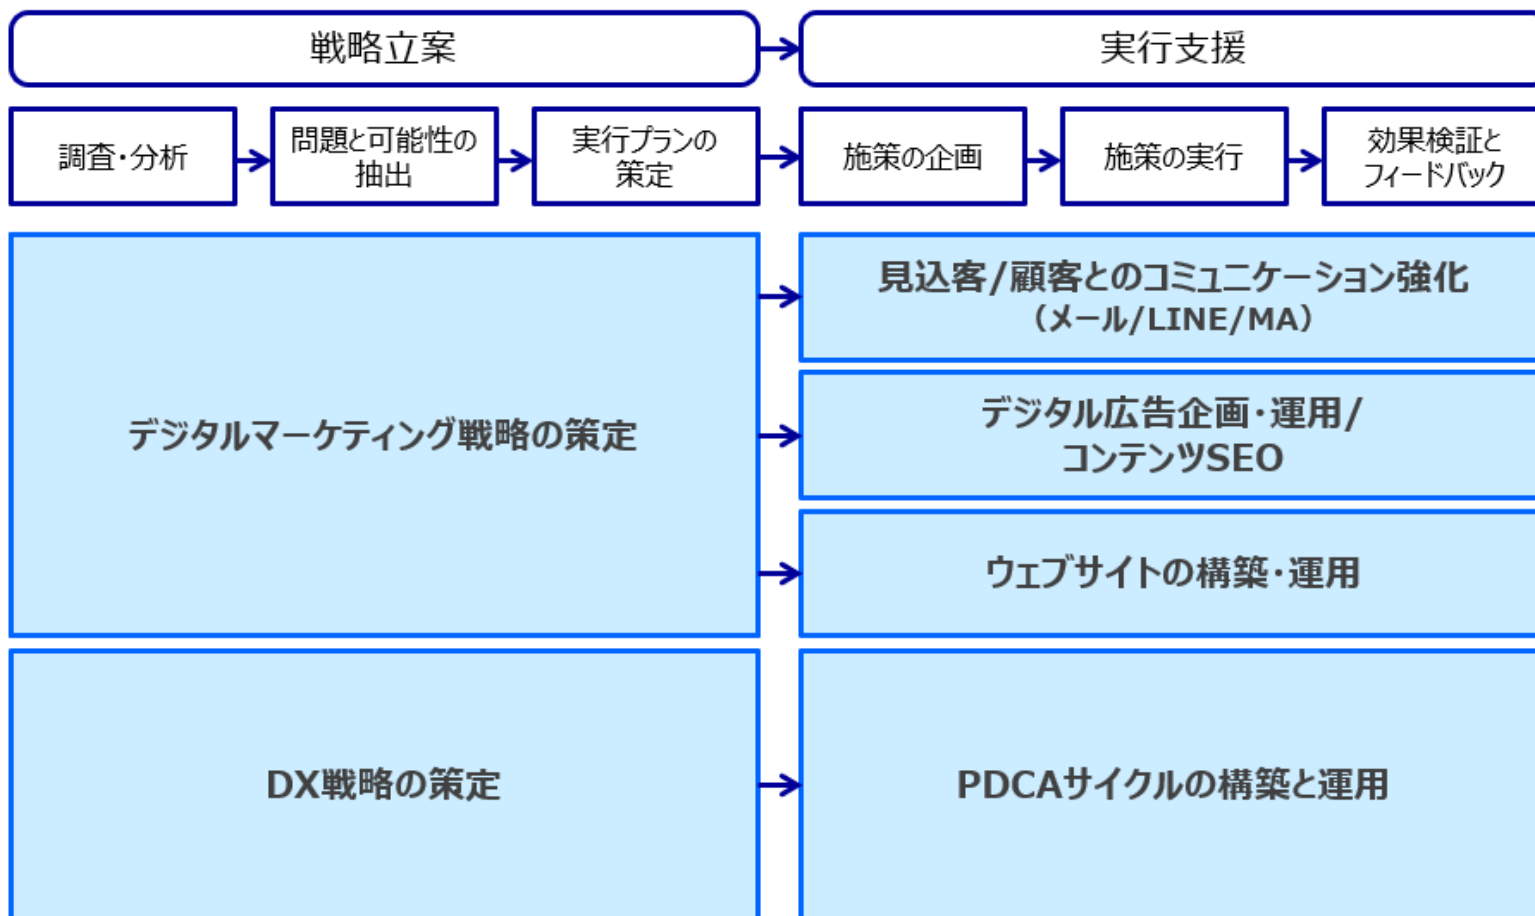 戦略立案
実行支援
調査・分析
問題と可能性の
抽出
実行プランの
策定
施策の企画
施策の実行
効果検証と
フィードバック
デジタルマーケティング戦略の策定
見込客/顧客とのコミュニケーション強化
（メール/LINE/MA）
デジタル広告企画・運用/
コンテンツSEO
ウェブサイトの構築・運用
DX戦略の策定
PDCAサイクルの構築と運用